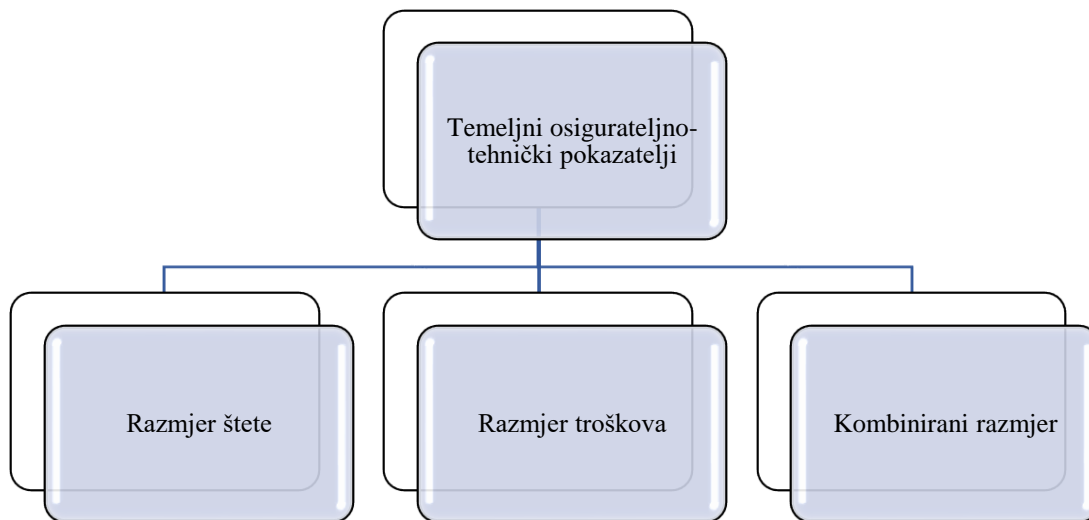 Temeljni osigurateljno-
tehnički pokazatelji
Razmjer štete
Razmjer troškova
Kombinirani razmjer